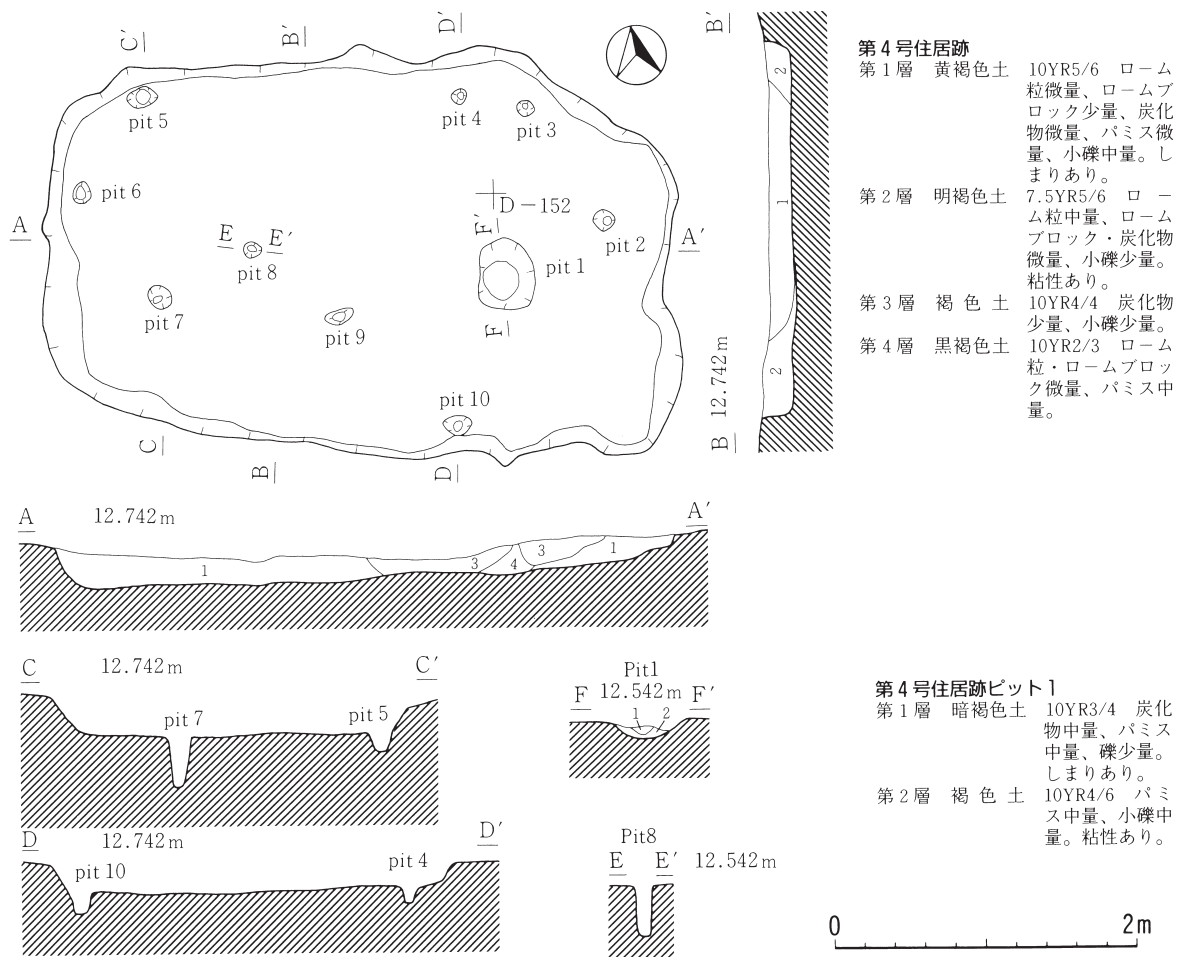 C′
B′
D′
pit 5
pit 4
pit 3
pit 6
D－152
A
E
E′
F′
pit 2
A′
pit 8
pit 1
pit 7
pit 9
F
pit 10
C
B
D
B′
2
1
2
B 12.742m
第4号住居跡
第1層 黄褐色土 10YR5/6 ローム
粒微量、ロームブ
ロック少量、炭化
物微量、パミス微
量、小礫中量。し
まりあり。
第2層 明褐色土 7.5YR5/6 ロー
ム粒中量、ローム
ブロック・炭化物
微量、小礫少量。
粘性あり。
第3層 褐色土 10YR4/4 炭化物
少量、小礫少量。
第4層 黒褐色土 10YR2/3 ローム
粒・ロームブロッ
ク微量、パミス中
量。
A 12.742m A′
1 3 4 3 1
C 12.742m C′
pit 7 pit 5
Pit1
F 12.542m F′
1 2
第4号住居跡ピット1
第1層 暗褐色土 10YR3/4 炭化
物中量、パミス
中量、礫少量。
しまりあり。
第2層 褐色土 10YR4/6 パミ
ス中量、小礫中
量。粘性あり。
D 12.742m D′
pit 10 pit 4
Pit8
E E′ 12.542m
0 2m